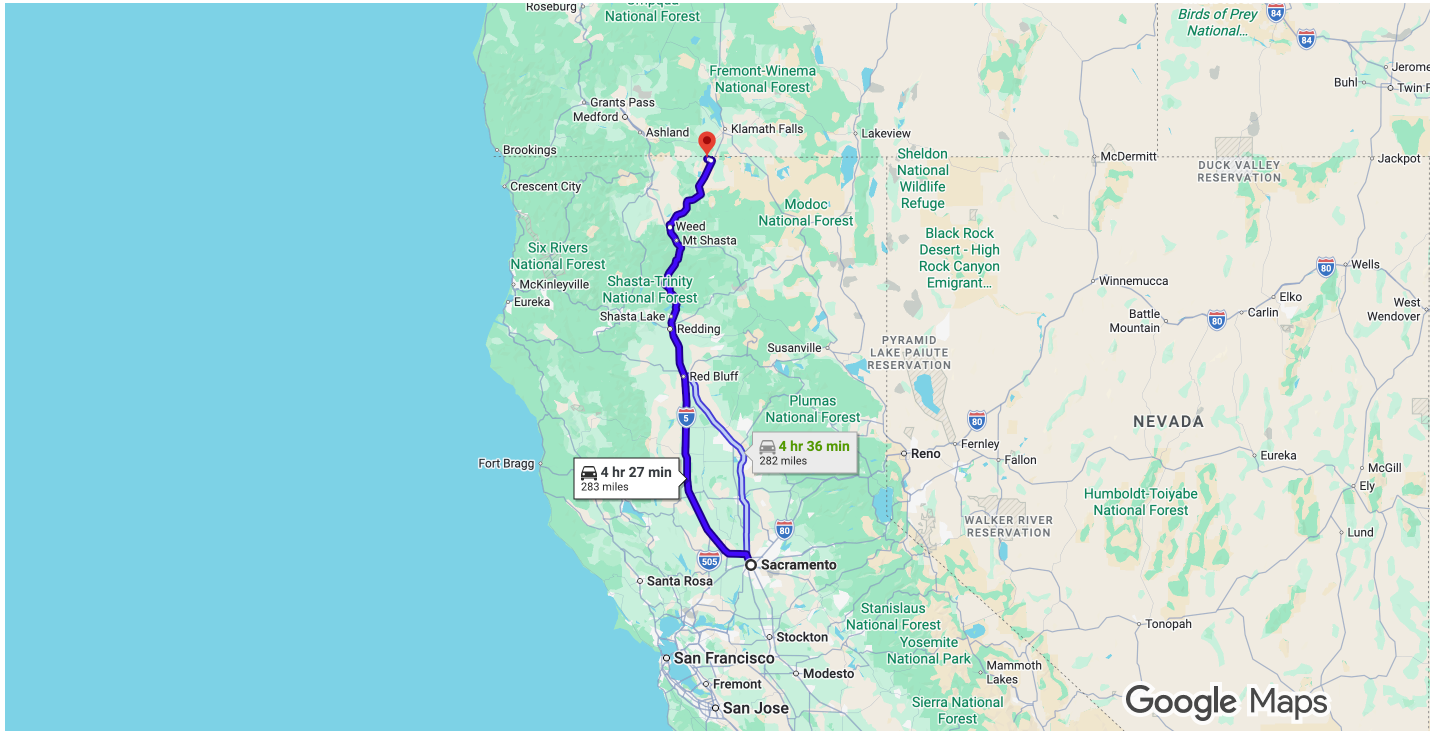 Roseburg
Umpqua
National Forest
Birds of Prey
National...
84
84
Fremont-Winema
National Forest
Jerome
Buhl
Twin F
Grants Pass
Medford
Ashland
Klamath Falls
Lakeview
Brookings
Sheldon
National
Wildlife
Refuge
McDermitt
DUCK VALLEY
RESERVATION
Jackpot
Crescent City
Modoc
National Forest
Weed
Mt Shasta
Black Rock
Desert - High
Rock Canyon
Emigrant...
Six Rivers
National Forest
80
Wells
McKinleyville
Shasta-Trinity
National Forest
Winnemucca
Eureka
Elko
West
Wendover
Shasta Lake
Battle
Mountain
80
Carlin
Redding
Susanville
PYRAMID
LAKE PAIUTE
RESERVATION
Red Bluff
Plumas
National Forest
5
80
NEVADA
4 hr 36 min
282 miles
Fernley
Reno
Fallon
Eureka
Fort Bragg
4 hr 27 min
283 miles
McGill
Ely
Humboldt-Toiyabe
National Forest
80
WALKER RIVER
RESERVATION
Lund
505
Sacramento
Santa Rosa
Stanislaus
National Forest
Tonopah
Stockton
Yosemite
National Park
San Francisco
Mammoth
Lakes
Modesto
Fremont
Sierra National
Forest
San Jose
Google Maps